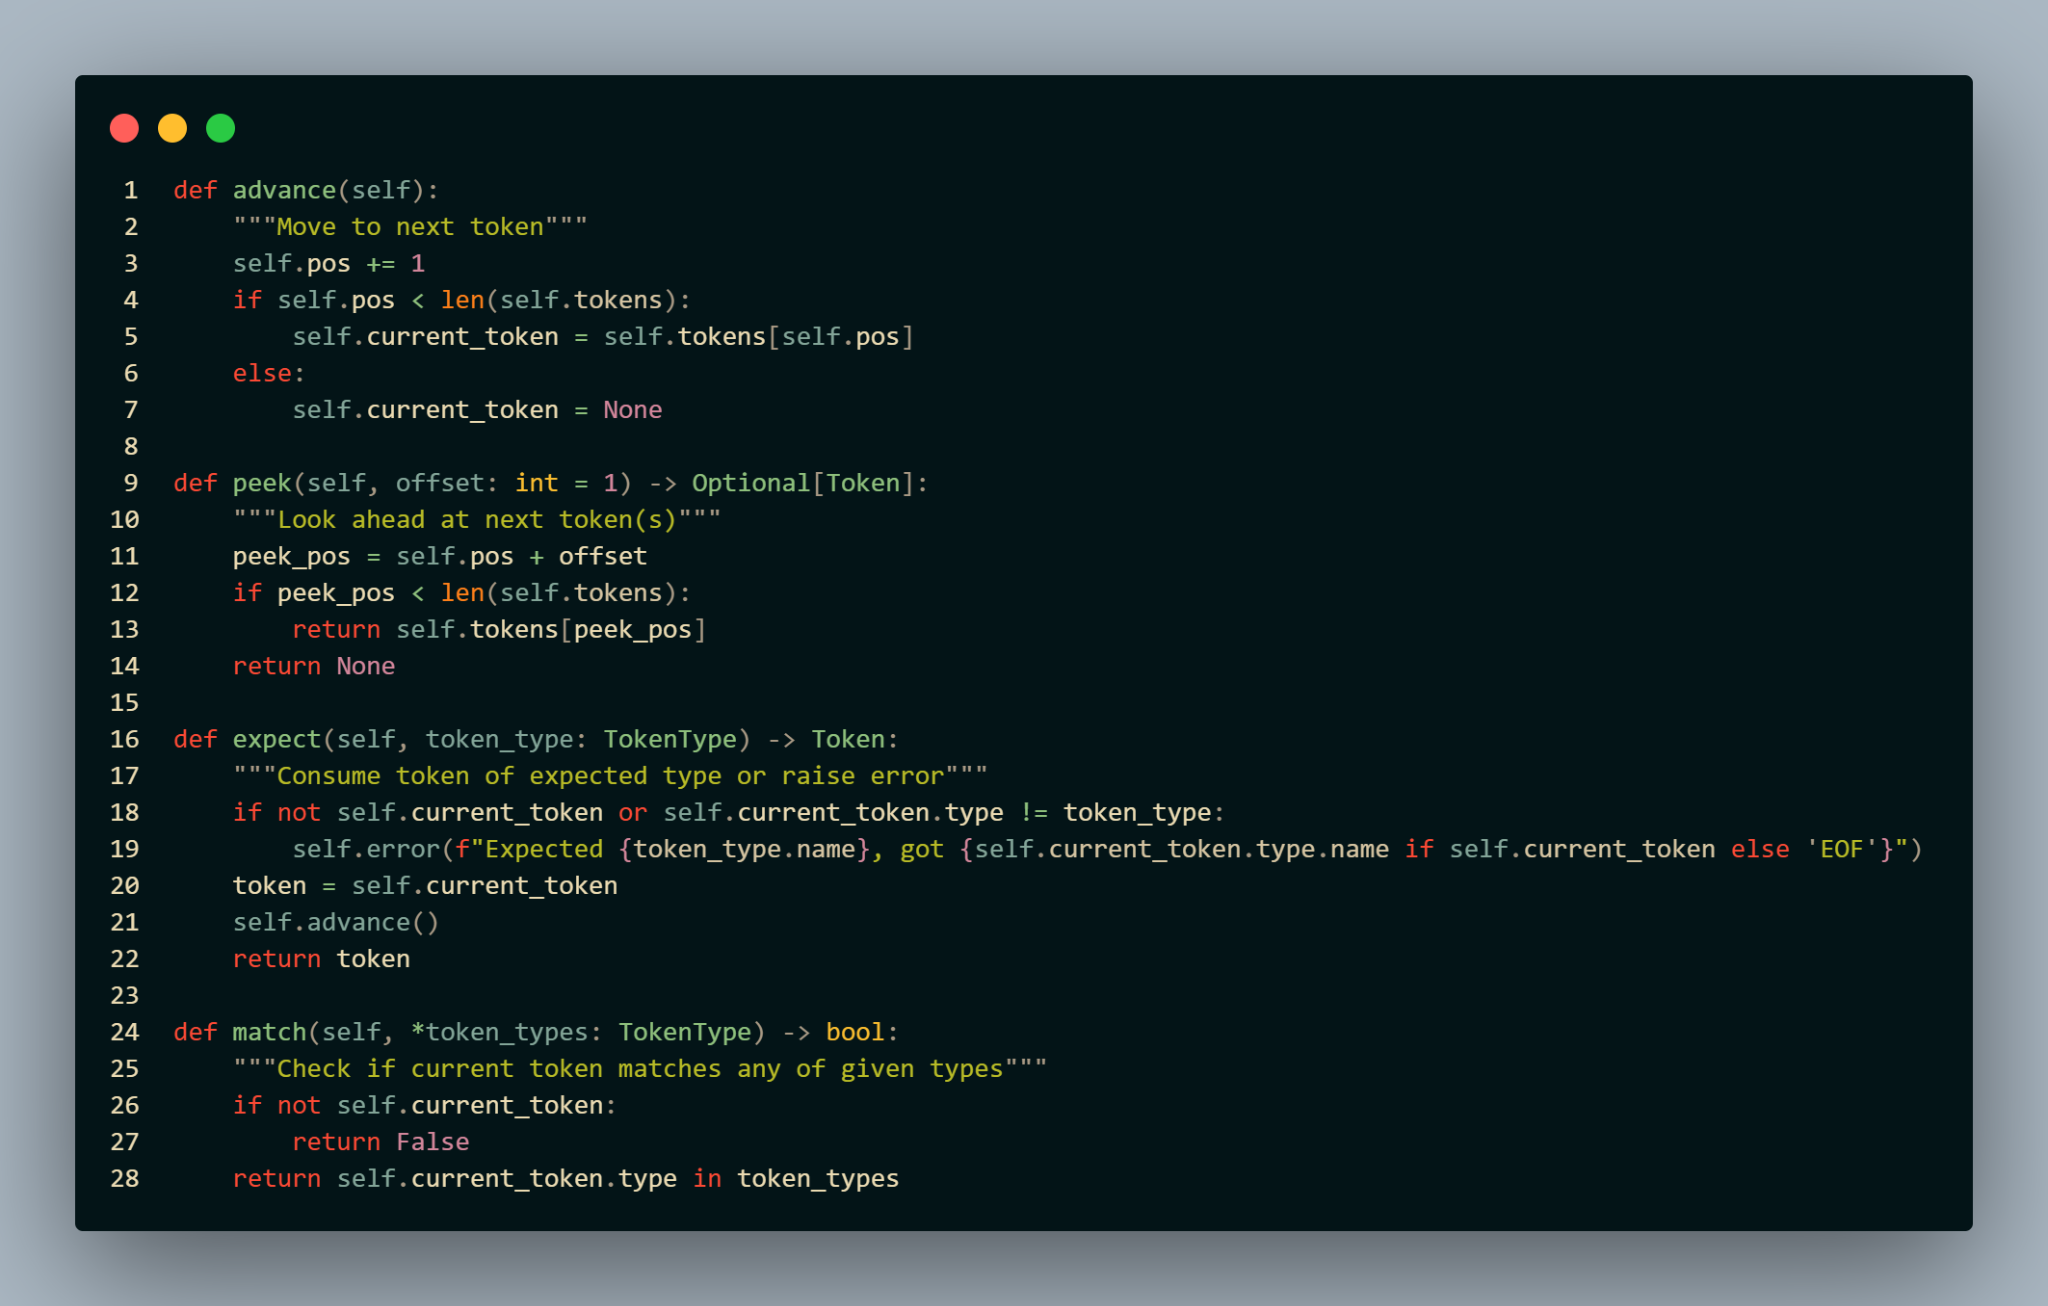 1 def advance(self):
2     """Move to next token"""
3     self.pos += 1
4     if self.pos < len(self.tokens):
5         self.current_token = self.tokens[self.pos]
6     else:
7         self.current_token = None
8
9 def peek(self, offset: int = 1) -> Optional[Token]:
10     """Look ahead at next token(s)"""
11     peek_pos = self.pos + offset
12     if peek_pos < len(self.tokens):
13         return self.tokens[peek_pos]
14     return None
15
16 def expect(self, token_type: TokenType) -> Token:
17     """Consume token of expected type or raise error"""
18     if not self.current_token or self.current_token.type != token_type:
19         self.error(f"Expected {token_type.name}, got {self.current_token.type.name if self.current_token else 'EOF'}")
20     token = self.current_token
21     self.advance()
22     return token
23
24 def match(self, *token_types: TokenType) -> bool:
25     """Check if current token matches any of given types"""
26     if not self.current_token:
27         return False
28     return self.current_token.type in token_types